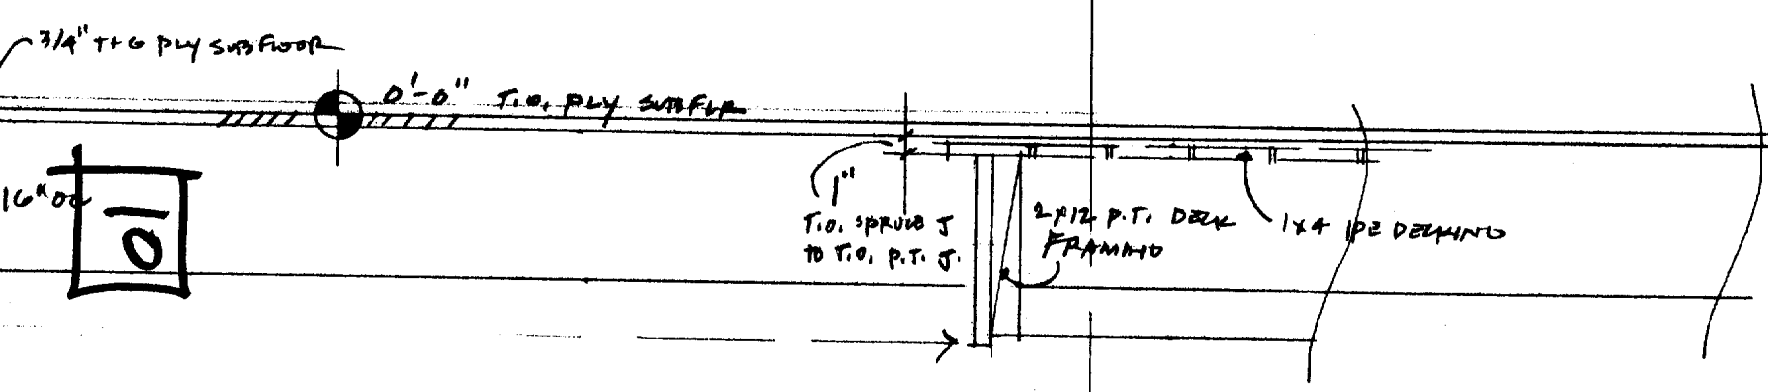 3/4" T+G PLY SUBFLOOR
0'-0" T.O. PLY SUBFLR
16" OC
10
1"
T.O. SPRUCE J
to T.O. P.T. J.
2x12 P.T. DECK
FRAMING
1x4 IPE DECKING